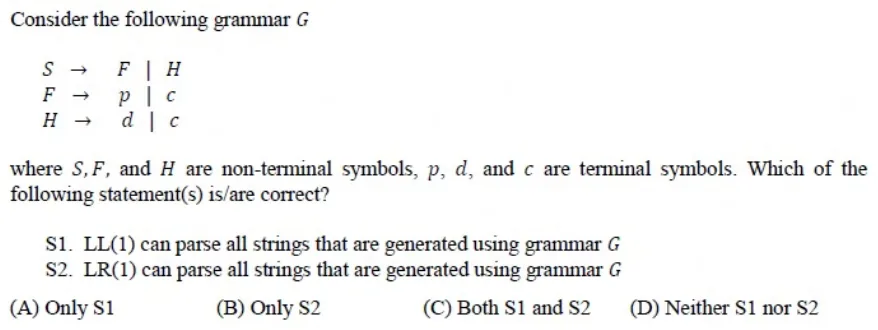 Consider the following grammar G
S → F | H
F → p | c
H → d | c
where S, F, and H are non-terminal symbols, p, d, and c are terminal symbols. Which of the
following statement(s) is/are correct?
S1. LL(1) can parse all strings that are generated using grammar G
S2. LR(1) can parse all strings that are generated using grammar G
(A) Only S1 (B) Only S2 (C) Both S1 and S2 (D) Neither S1 nor S2